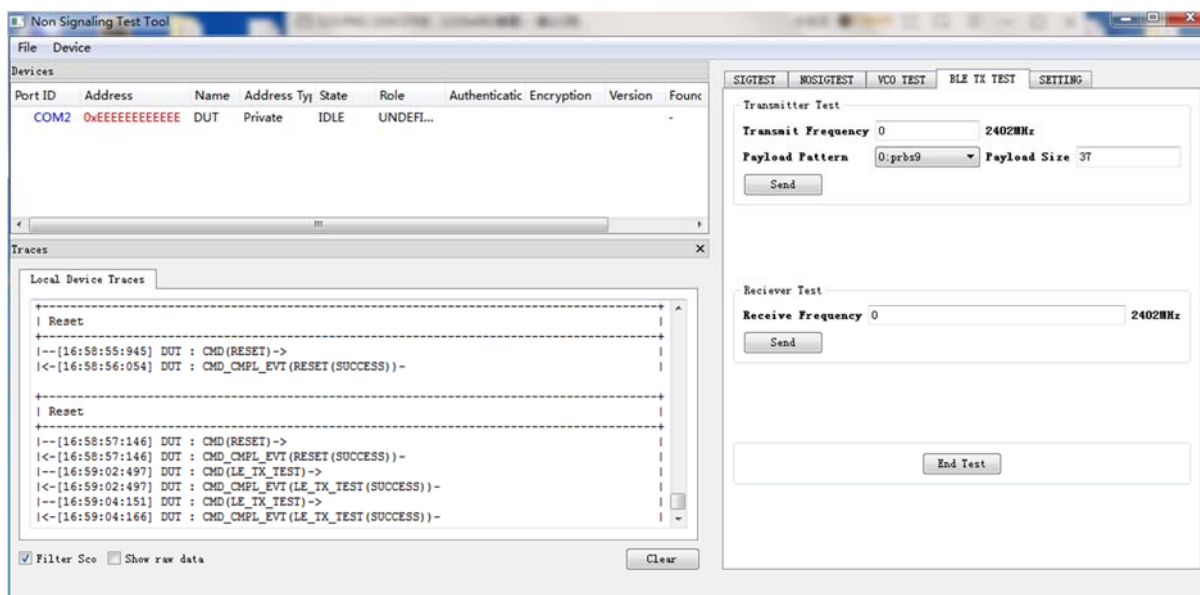 Non Signaling Test Tool
File Device
Devices
Port ID Address Name Address Typ State Role Authenticatic Encryption Version Founc
COM2 0xEEEEEEEEEEEE DUT Private IDLE UNDEFI... -
Traces
Local Device Traces
| Reset
|--[16:58:55:945] DUT : CMD(RESET)->
|<-[16:58:56:054] DUT : CMD_CMPL_EVT(RESET(SUCCESS))-
| Reset
|--[16:58:57:146] DUT : CMD(RESET)->
|<-[16:58:57:146] DUT : CMD_CMPL_EVT(RESET(SUCCESS))-
|--[16:59:02:497] DUT : CMD(LE_TX_TEST)->
|<-[16:59:02:497] DUT : CMD_CMPL_EVT(LE_TX_TEST(SUCCESS))-
|--[16:59:04:151] DUT : CMD(LE_TX_TEST)->
|<-[16:59:04:166] DUT : CMD_CMPL_EVT(LE_TX_TEST(SUCCESS))-
Filter Sco Show raw data Clear
SIGTEST NOSIGTEST VCO TEST BLE TX TEST SETTING
Transmitter Test
Transmit Frequency 0 2402MHz
Payload Pattern 0:prbs9 Payload Size 37
Send
Reciever Test
Receive Frequency 0 2402MHz
Send
End Test